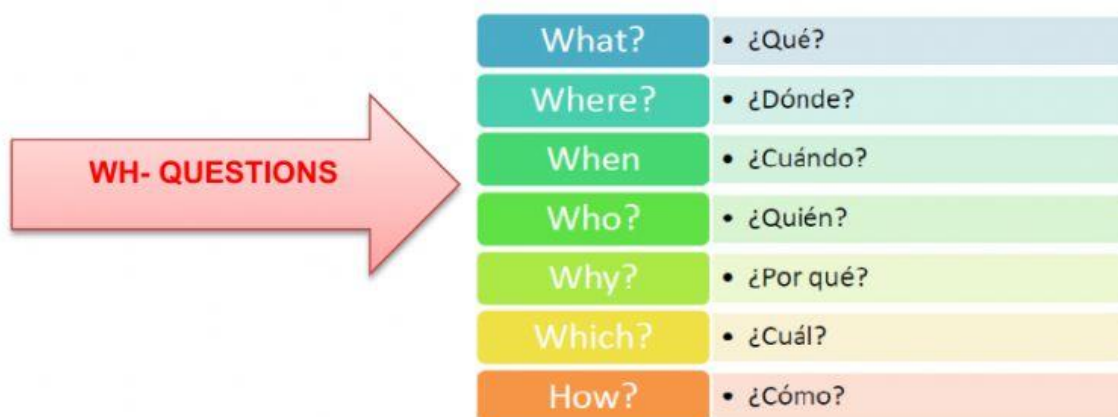 WH- QUESTIONS
What? • ¿Qué?
Where? • ¿Dónde?
When • ¿Cuándo?
Who? • ¿Quién?
Why? • ¿Por qué?
Which? • ¿Cuál?
How? • ¿Cómo?